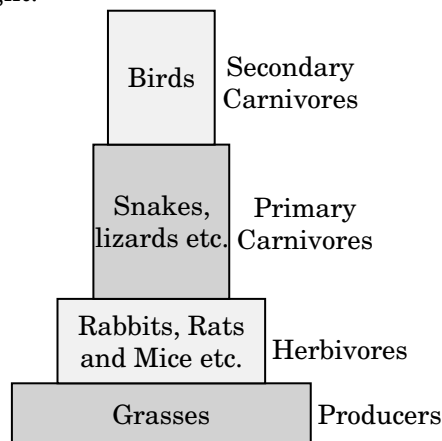 Birds
Secondary
Carnivores
Snakes,
lizards etc.
Primary
Carnivores
Rabbits, Rats
and Mice etc.
Herbivores
Grasses
Producers